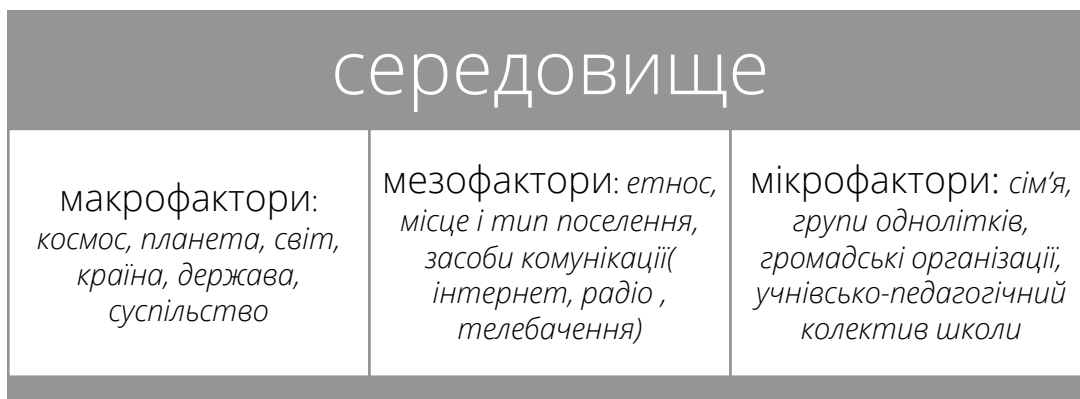 середовище
макрофактори:
космос, планета, світ,
країна, держава,
суспільство
мезофактори: етнос,
місце і тип поселення,
засоби комунікації(
інтернет, радіо ,
телебачення)
мікрофактори: сім’я,
групи однолітків,
громадські організації,
учнівсько-педагогічний
колектив школи